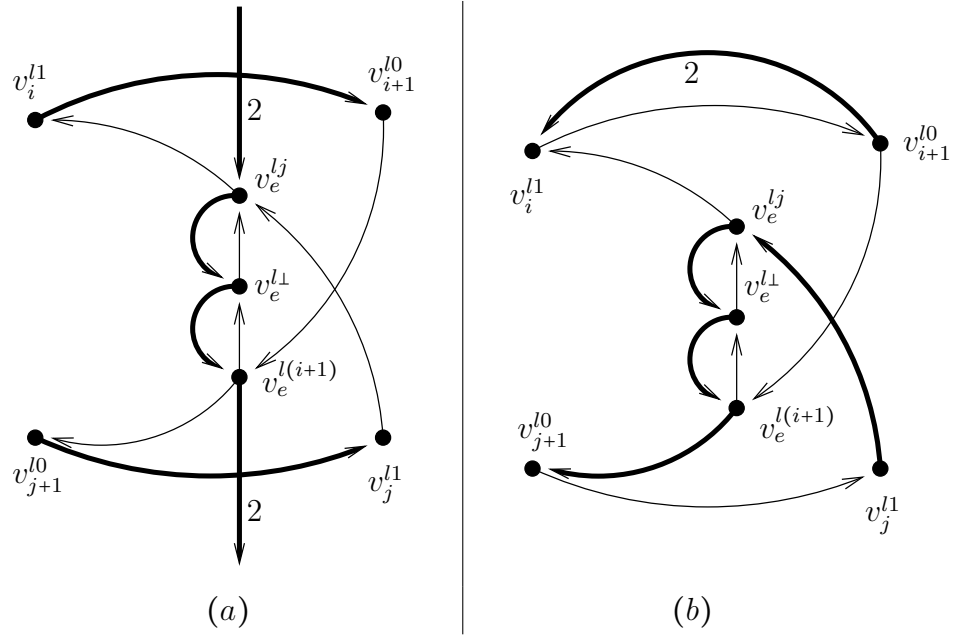 v_i^{l1}
v_{i+1}^{l0}
2
v_e^{lj}
v_e^{l⊥}
v_e^{l(i+1)}
v_{j+1}^{l0}
v_j^{l1}
2
(a)
2
v_i^{l1}
v_{i+1}^{l0}
v_e^{lj}
v_e^{l⊥}
v_e^{l(i+1)}
v_{j+1}^{l0}
v_j^{l1}
(b)